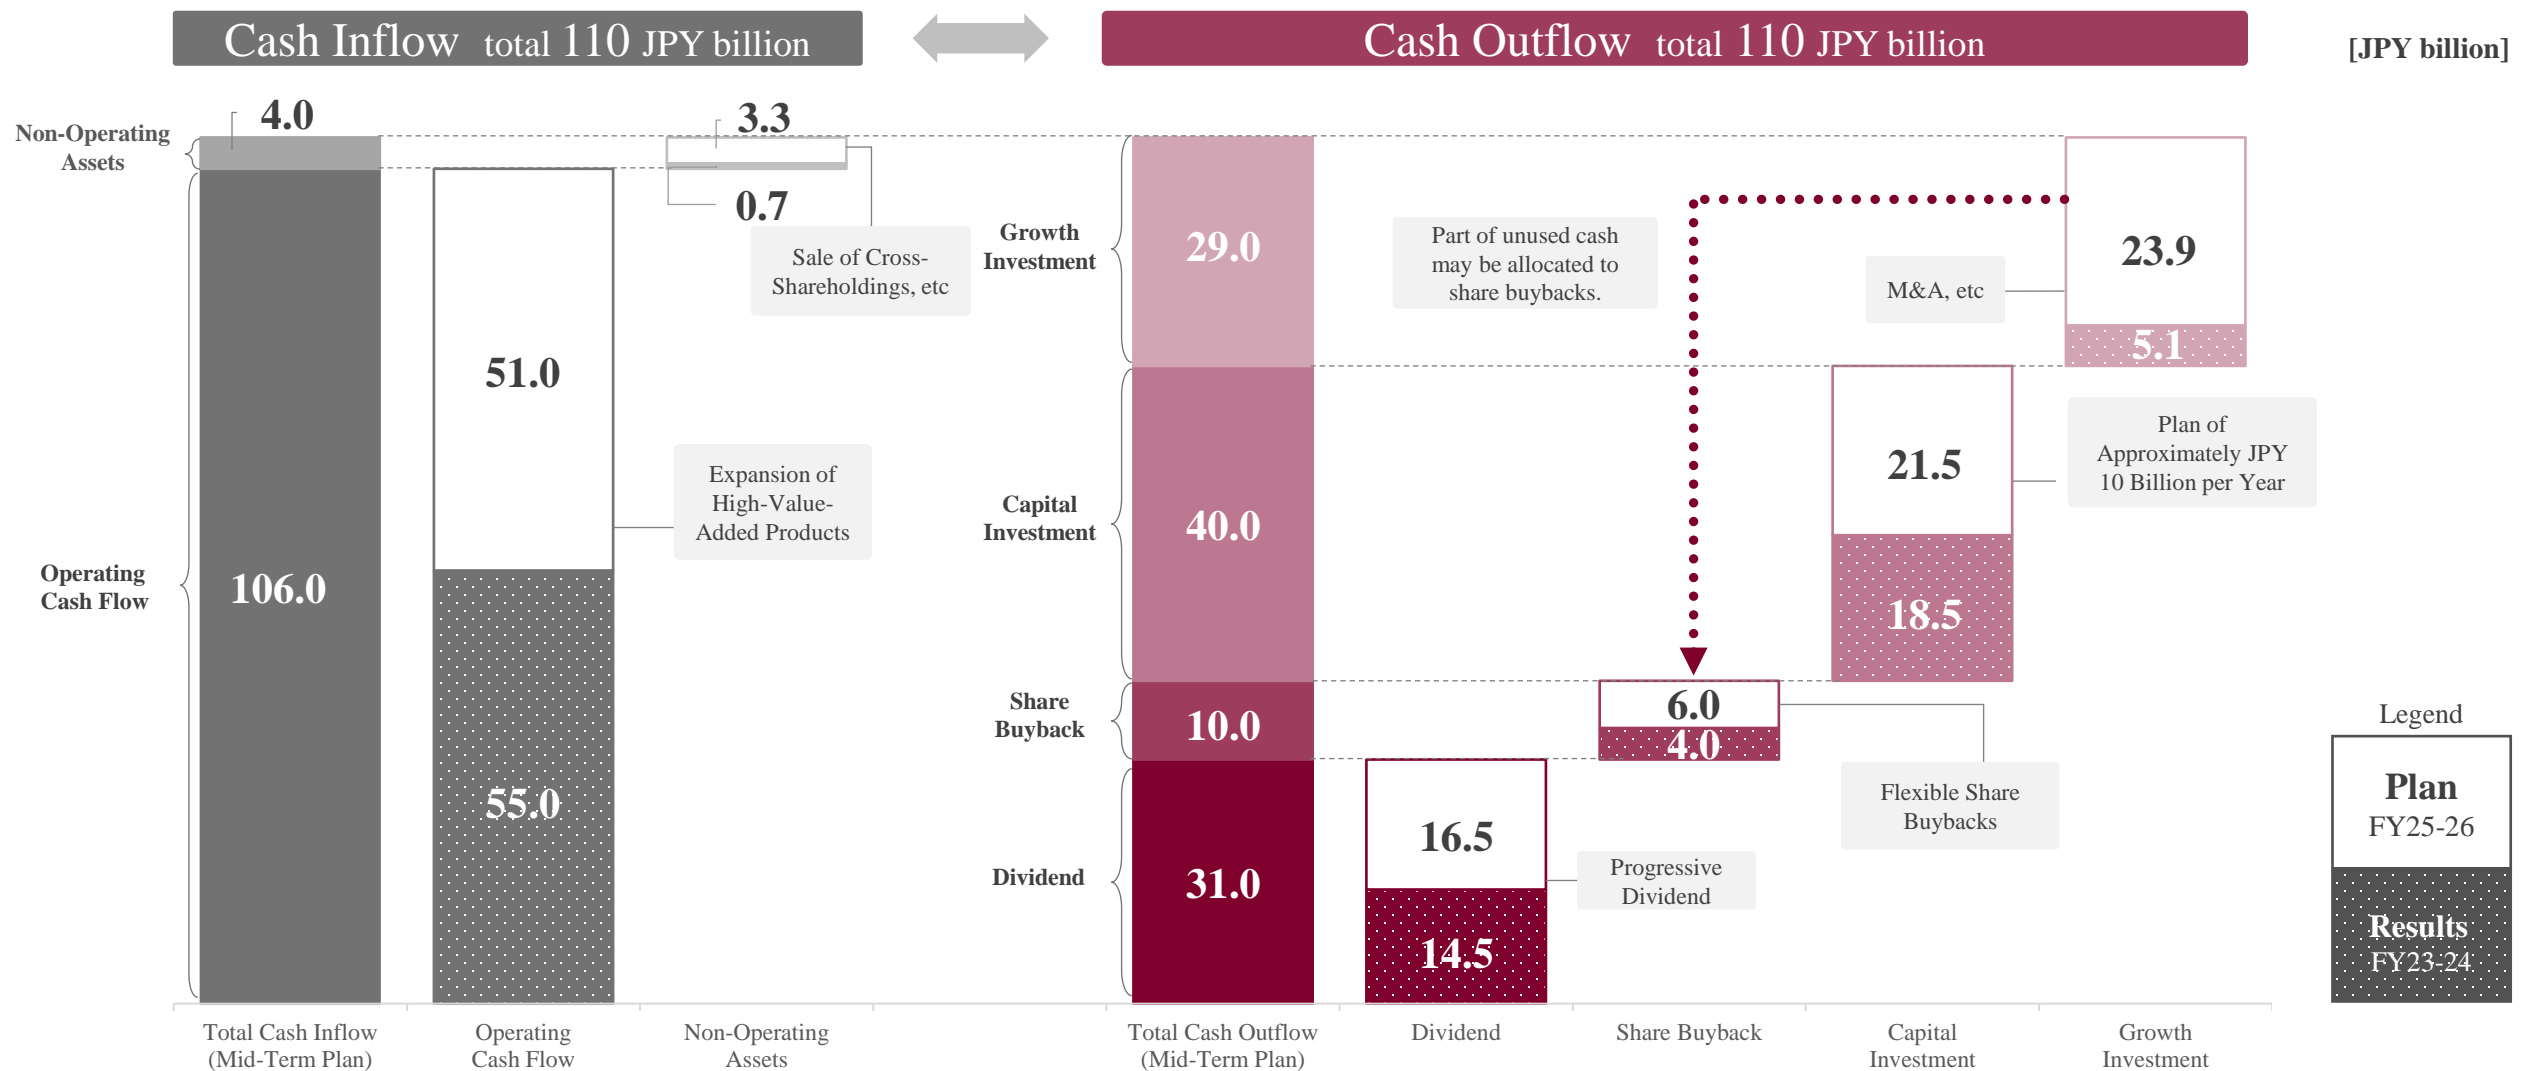 Cash Inflow total 110 JPY billion
Cash Outflow total 110 JPY billion
[JPY billion]
Non-Operating
Assets
4.0
3.3
0.7
Sale of Cross-
Shareholdings, etc
51.0
Expansion of
High-Value-
Added Products
Operating
Cash Flow
106.0
55.0
Growth
Investment
29.0
Part of unused cash
may be allocated to
share buybacks.
M&A, etc
23.9
5.1
Capital
Investment
40.0
21.5
18.5
Plan of
Approximately JPY
10 Billion per Year
Share
Buyback
10.0
6.0
4.0
Flexible Share
Buybacks
Dividend
31.0
16.5
14.5
Progressive
Dividend
Legend
Plan
FY25-26
Results
FY23-24
Total Cash Inflow
(Mid-Term Plan)
Operating
Cash Flow
Non-Operating
Assets
Total Cash Outflow
(Mid-Term Plan)
Dividend
Share Buyback
Capital
Investment
Growth
Investment